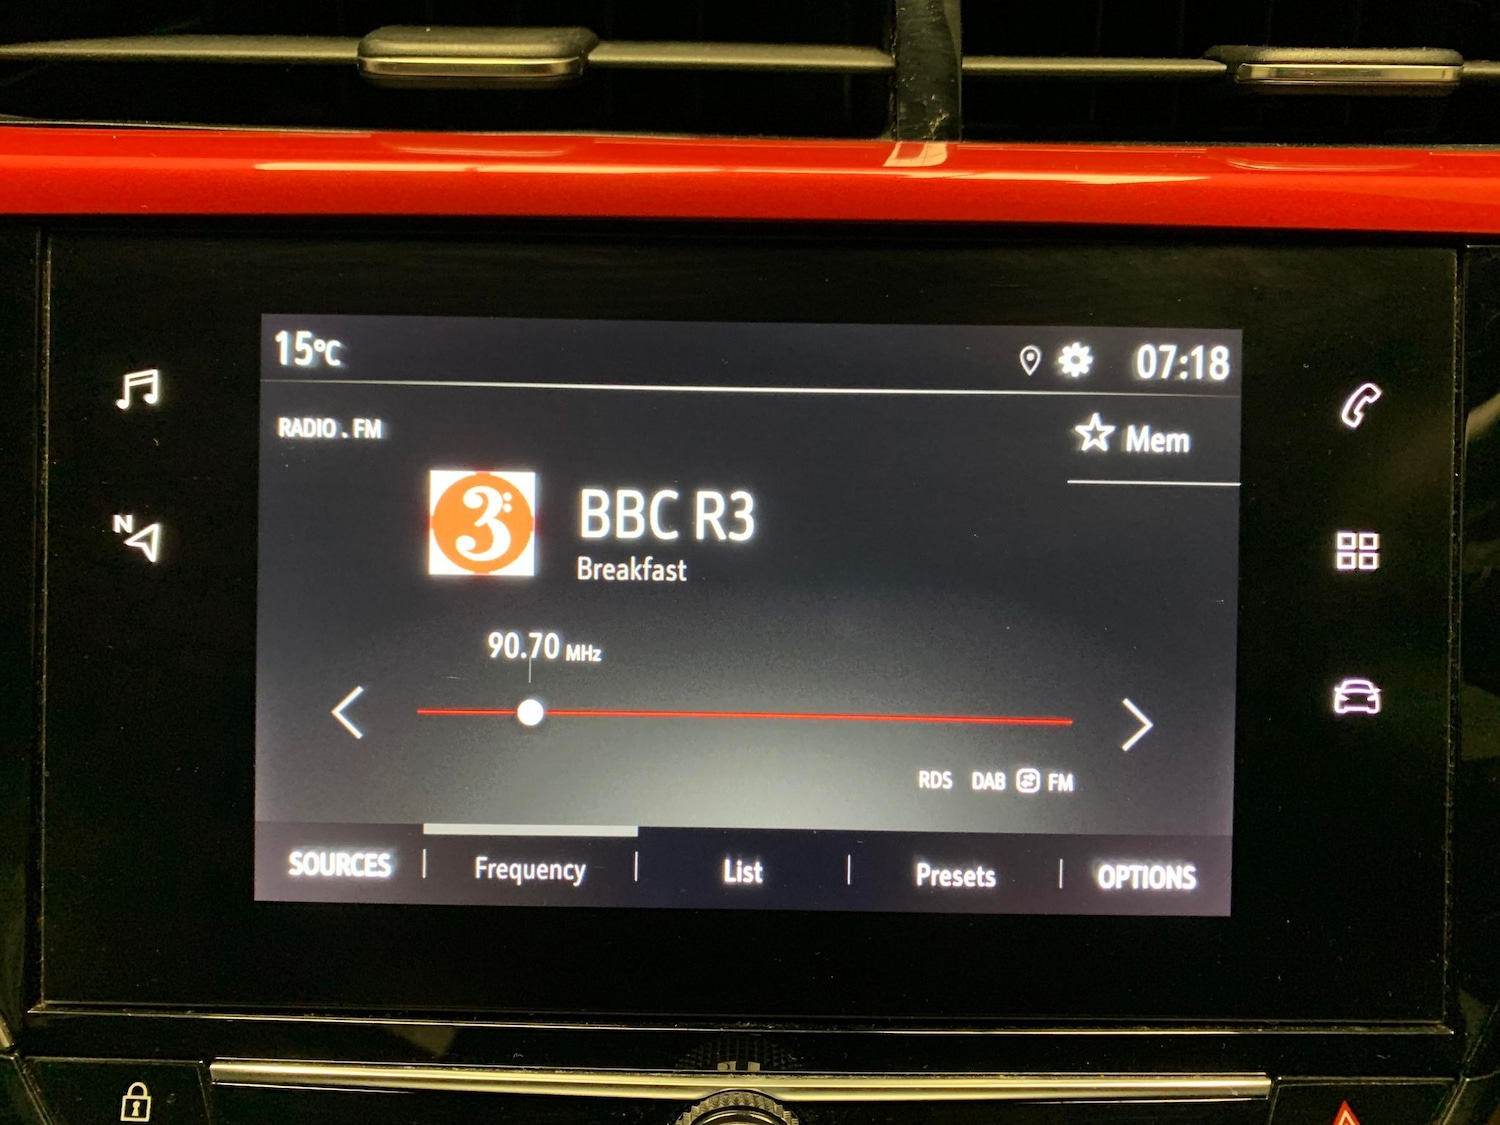 15°C
07:18
RADIO . FM
Mem
3:
BBC R3
Breakfast
90.70 MHz
RDS DAB FM
SOURCES
Frequency
List
Presets
OPTIONS
N